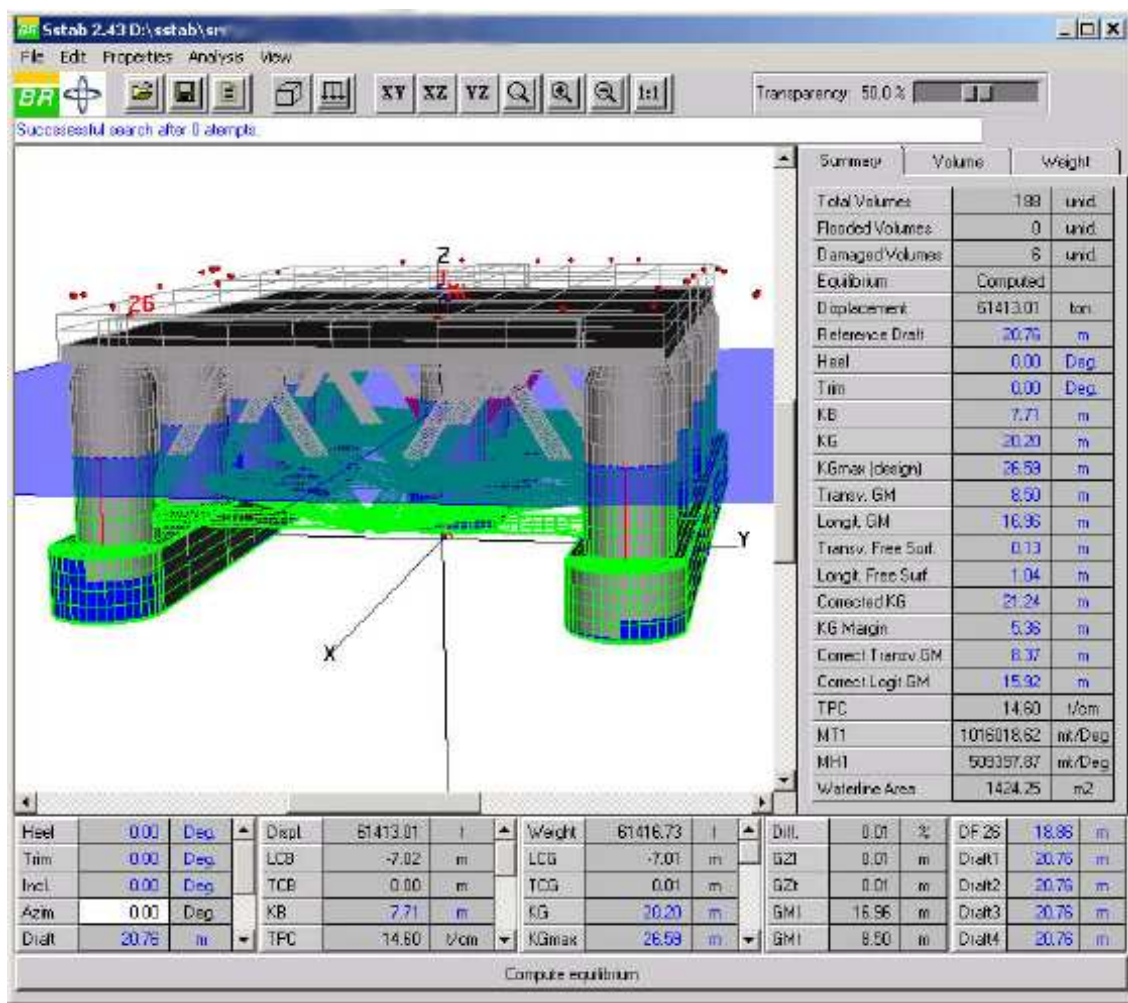 BR Sstab 2.43 D:\sstab\sr
File Edit Properties Analysis View
BR XY XZ YZ 1:1 Transparency: 50.0 %
Successesful search after 0 atempts.
Summary Volume Weight
Total Volumes 199 unid.
Flooded Volumes 0 unid.
Damaged Volumes 6 unid.
Equilibrium Computed
Displacement 61413.01 ton.
Reference Draft 20.76 m
Heel 0.00 Deg.
Trim 0.00 Deg.
KB 7.71 m
KG 20.20 m
KGmax (design) 26.59 m
Transv. GM 8.50 m
Longit. GM 16.96 m
Transv. Free Surf. 0.13 m
Longit. Free Surf. 1.04 m
Corrected KG 21.24 m
KG Margin 5.36 m
Correct Transv GM 8.37 m
Correct Logit GM 15.92 m
TPC 14.60 t/cm
MT1 1016018.62 mt/Deg
MH1 509397.87 mt/Deg
Waterline Area 1424.25 m2
Z
26
Y
X
Heel 0.00 Deg. Displ. 61413.01 t Weight 61416.73 t Diff. 0.01 % DF 26 18.86 m
Trim 0.00 Deg. LCB -7.02 m LCG -7.01 m GZl 0.01 m Draft1 20.76 m
Incl. 0.00 Deg. TCB 0.00 m TCG 0.01 m GZt 0.01 m Draft2 20.76 m
Azim 0.00 Deg. KB 7.71 m KG 20.20 m GMl 16.96 m Draft3 20.76 m
Draft 20.76 m TPC 14.60 t/cm KGmax 26.59 m GMt 8.50 m Draft4 20.76 m
Compute equilibrium